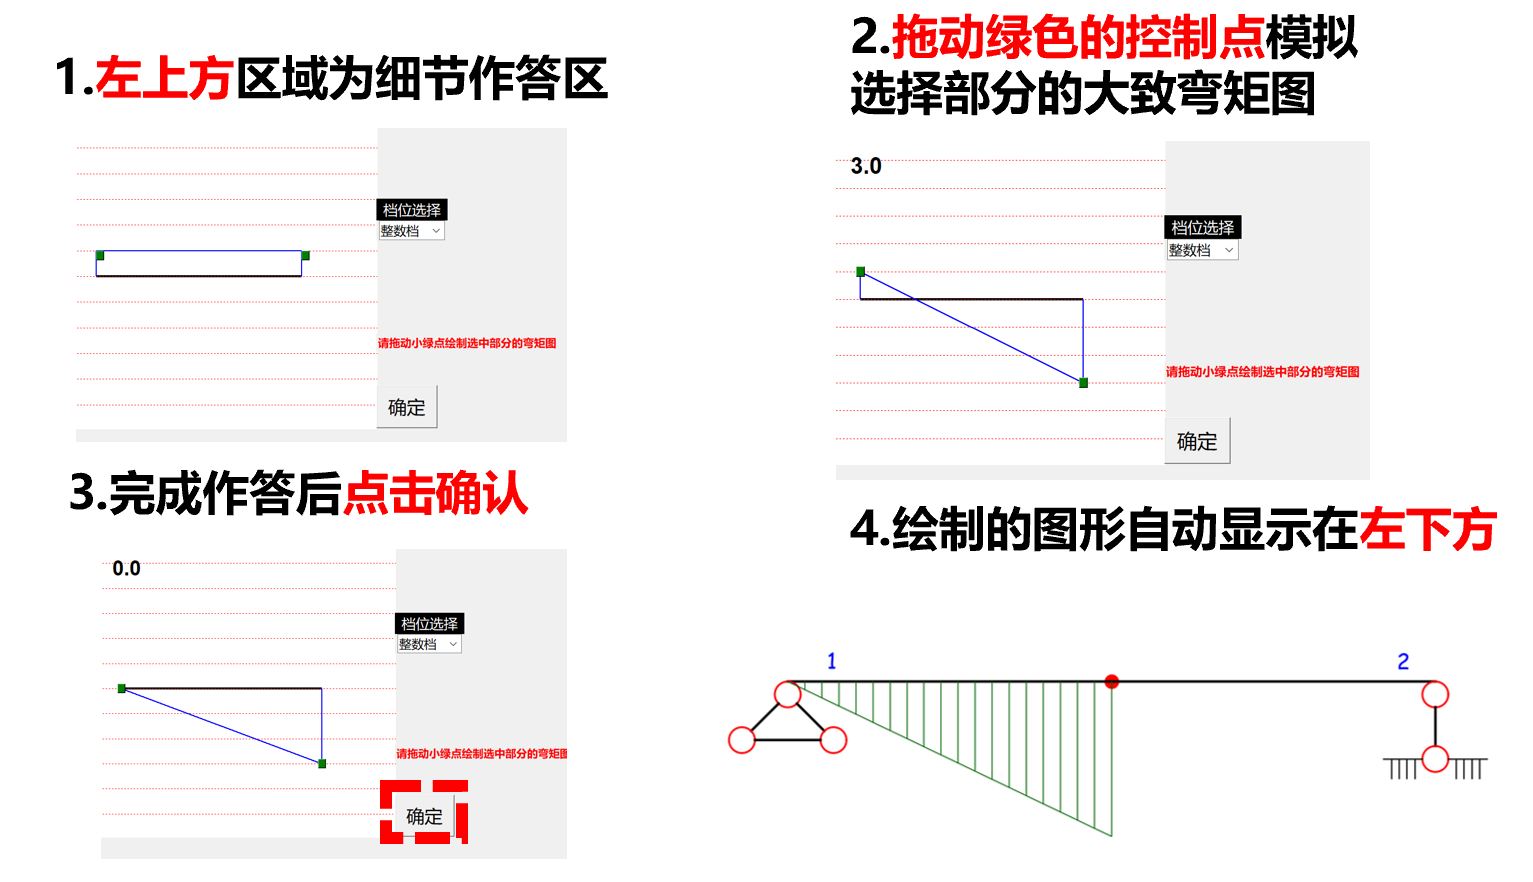 1.左上方区域为细节作答区
档位选择
整数档
请拖动小绿点绘制选中部分的弯矩图
确定
2.拖动绿色的控制点模拟
选择部分的大致弯矩图
3.0
档位选择
整数档
请拖动小绿点绘制选中部分的弯矩图
确定
3.完成作答后点击确认
0.0
档位选择
整数档
请拖动小绿点绘制选中部分的弯矩图
确定
4.绘制的图形自动显示在左下方
1
2